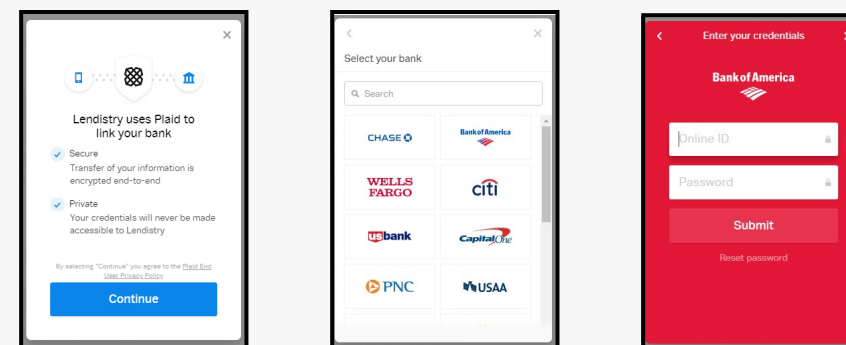 Lendistry uses Plaid to
link your bank
Secure
Transfer of your information is
encrypted end-to-end
Private
Your credentials will never be made
accessible to Lendistry
By selecting "Continue" you agree to the Plaid End
User Privacy Policy
Continue
Select your bank
Search
CHASE
Bank of America
WELLS
FARGO
citi
usbank
Capital One
PNC
USAA
Enter your credentials
Bank of America
Online ID
Password
Submit
Reset password